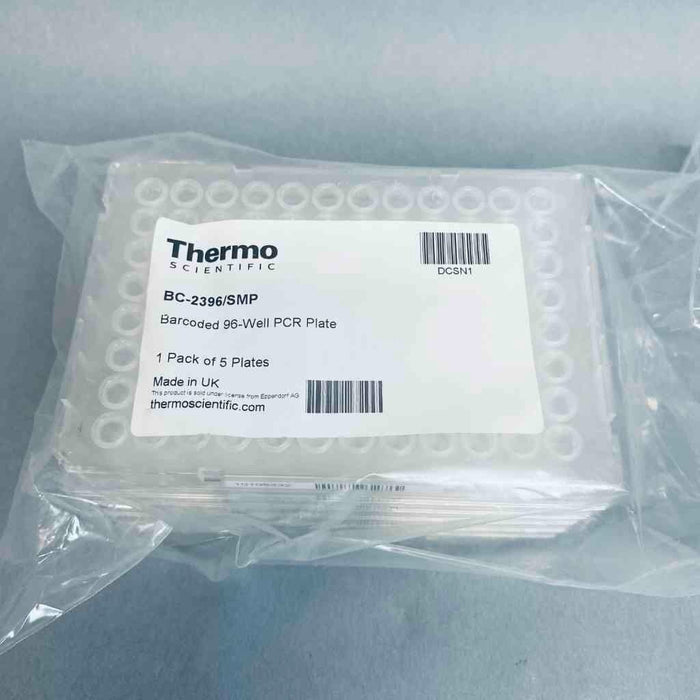 Thermo
SCIENTIFIC
DCSN1
BC-2396/SMP
Barcoded 96-Well PCR Plate
1 Pack of 5 Plates
Made in UK
This product is sold under license from Eppendorf AG
thermoscientific.com